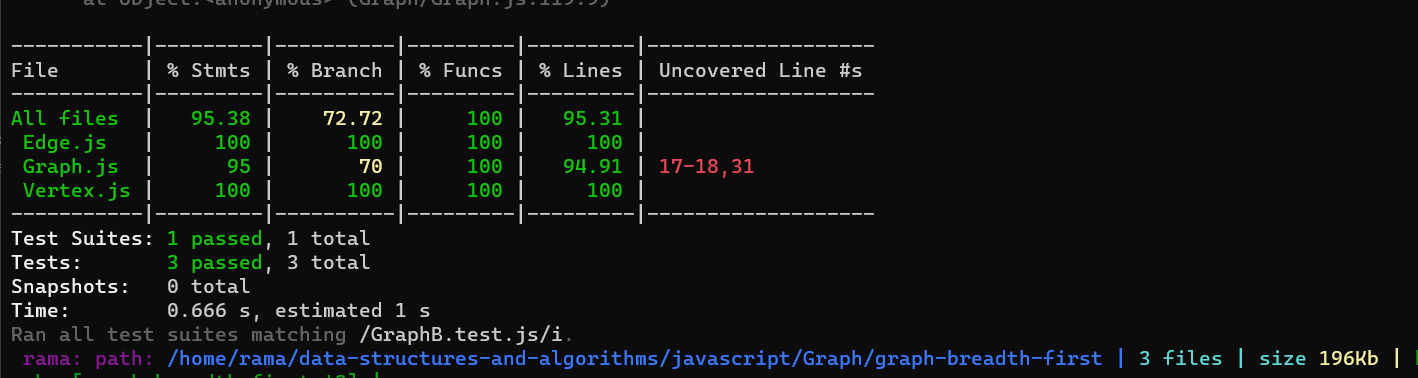 at Object.<anonymous> (Graph/Graph.js:119:9)
-----------|---------|----------|---------|---------|-------------------
File       | % Stmts | % Branch | % Funcs | % Lines | Uncovered Line #s
-----------|---------|----------|---------|---------|-------------------
All files  |   95.38 |    72.72 |     100 |   95.31 |
 Edge.js   |     100 |      100 |     100 |     100 |
 Graph.js  |      95 |       70 |     100 |   94.91 | 17-18,31
 Vertex.js |     100 |      100 |     100 |     100 |
-----------|---------|----------|---------|---------|-------------------
Test Suites: 1 passed, 1 total
Tests:       3 passed, 3 total
Snapshots:   0 total
Time:        0.666 s, estimated 1 s
Ran all test suites matching /GraphB.test.js/i.
rama: path: /home/rama/data-structures-and-algorithms/javascript/Graph/graph-breadth-first | 3 files | size 196Kb |